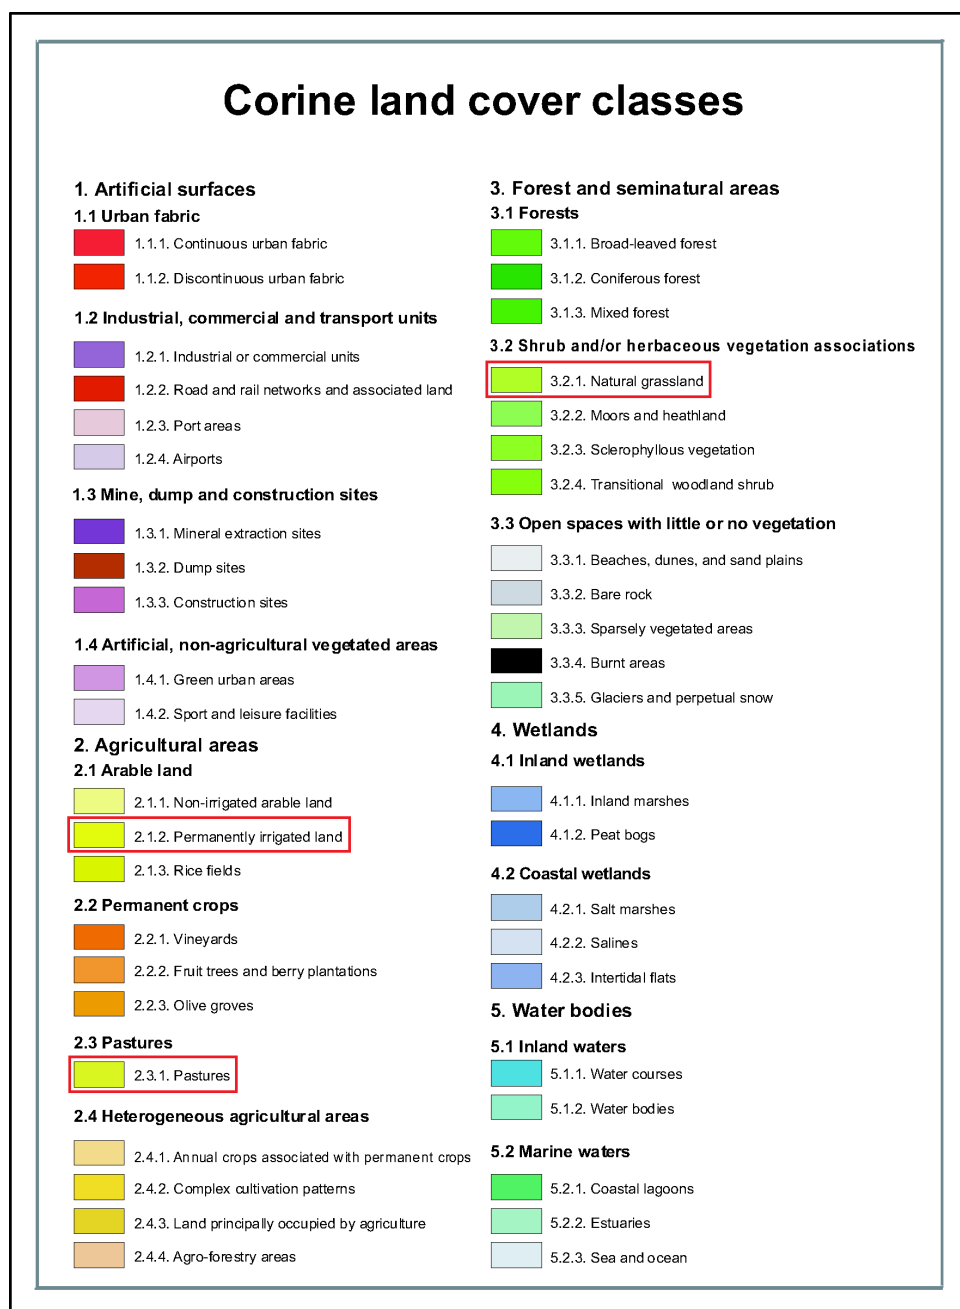 Corine land cover classes
1. Artificial surfaces
1.1 Urban fabric
1.1.1. Continuous urban fabric
1.1.2. Discontinuous urban fabric
1.2 Industrial, commercial and transport units
1.2.1. Industrial or commercial units
1.2.2. Road and rail networks and associated land
1.2.3. Port areas
1.2.4. Airports
1.3 Mine, dump and construction sites
1.3.1. Mineral extraction sites
1.3.2. Dump sites
1.3.3. Construction sites
1.4 Artificial, non-agricultural vegetated areas
1.4.1. Green urban areas
1.4.2. Sport and leisure facilities
2. Agricultural areas
2.1 Arable land
2.1.1. Non-irrigated arable land
2.1.2. Permanently irrigated land
2.1.3. Rice fields
2.2 Permanent crops
2.2.1. Vineyards
2.2.2. Fruit trees and berry plantations
2.2.3. Olive groves
2.3 Pastures
2.3.1. Pastures
2.4 Heterogeneous agricultural areas
2.4.1. Annual crops associated with permanent crops
2.4.2. Complex cultivation patterns
2.4.3. Land principally occupied by agriculture
2.4.4. Agro-forestry areas
3. Forest and seminatural areas
3.1 Forests
3.1.1. Broad-leaved forest
3.1.2. Coniferous forest
3.1.3. Mixed forest
3.2 Shrub and/or herbaceous vegetation associations
3.2.1. Natural grassland
3.2.2. Moors and heathland
3.2.3. Sclerophyllous vegetation
3.2.4. Transitional woodland shrub
3.3 Open spaces with little or no vegetation
3.3.1. Beaches, dunes, and sand plains
3.3.2. Bare rock
3.3.3. Sparsely vegetated areas
3.3.4. Burnt areas
3.3.5. Glaciers and perpetual snow
4. Wetlands
4.1 Inland wetlands
4.1.1. Inland marshes
4.1.2. Peat bogs
4.2 Coastal wetlands
4.2.1. Salt marshes
4.2.2. Salines
4.2.3. Intertidal flats
5. Water bodies
5.1 Inland waters
5.1.1. Water courses
5.1.2. Water bodies
5.2 Marine waters
5.2.1. Coastal lagoons
5.2.2. Estuaries
5.2.3. Sea and ocean